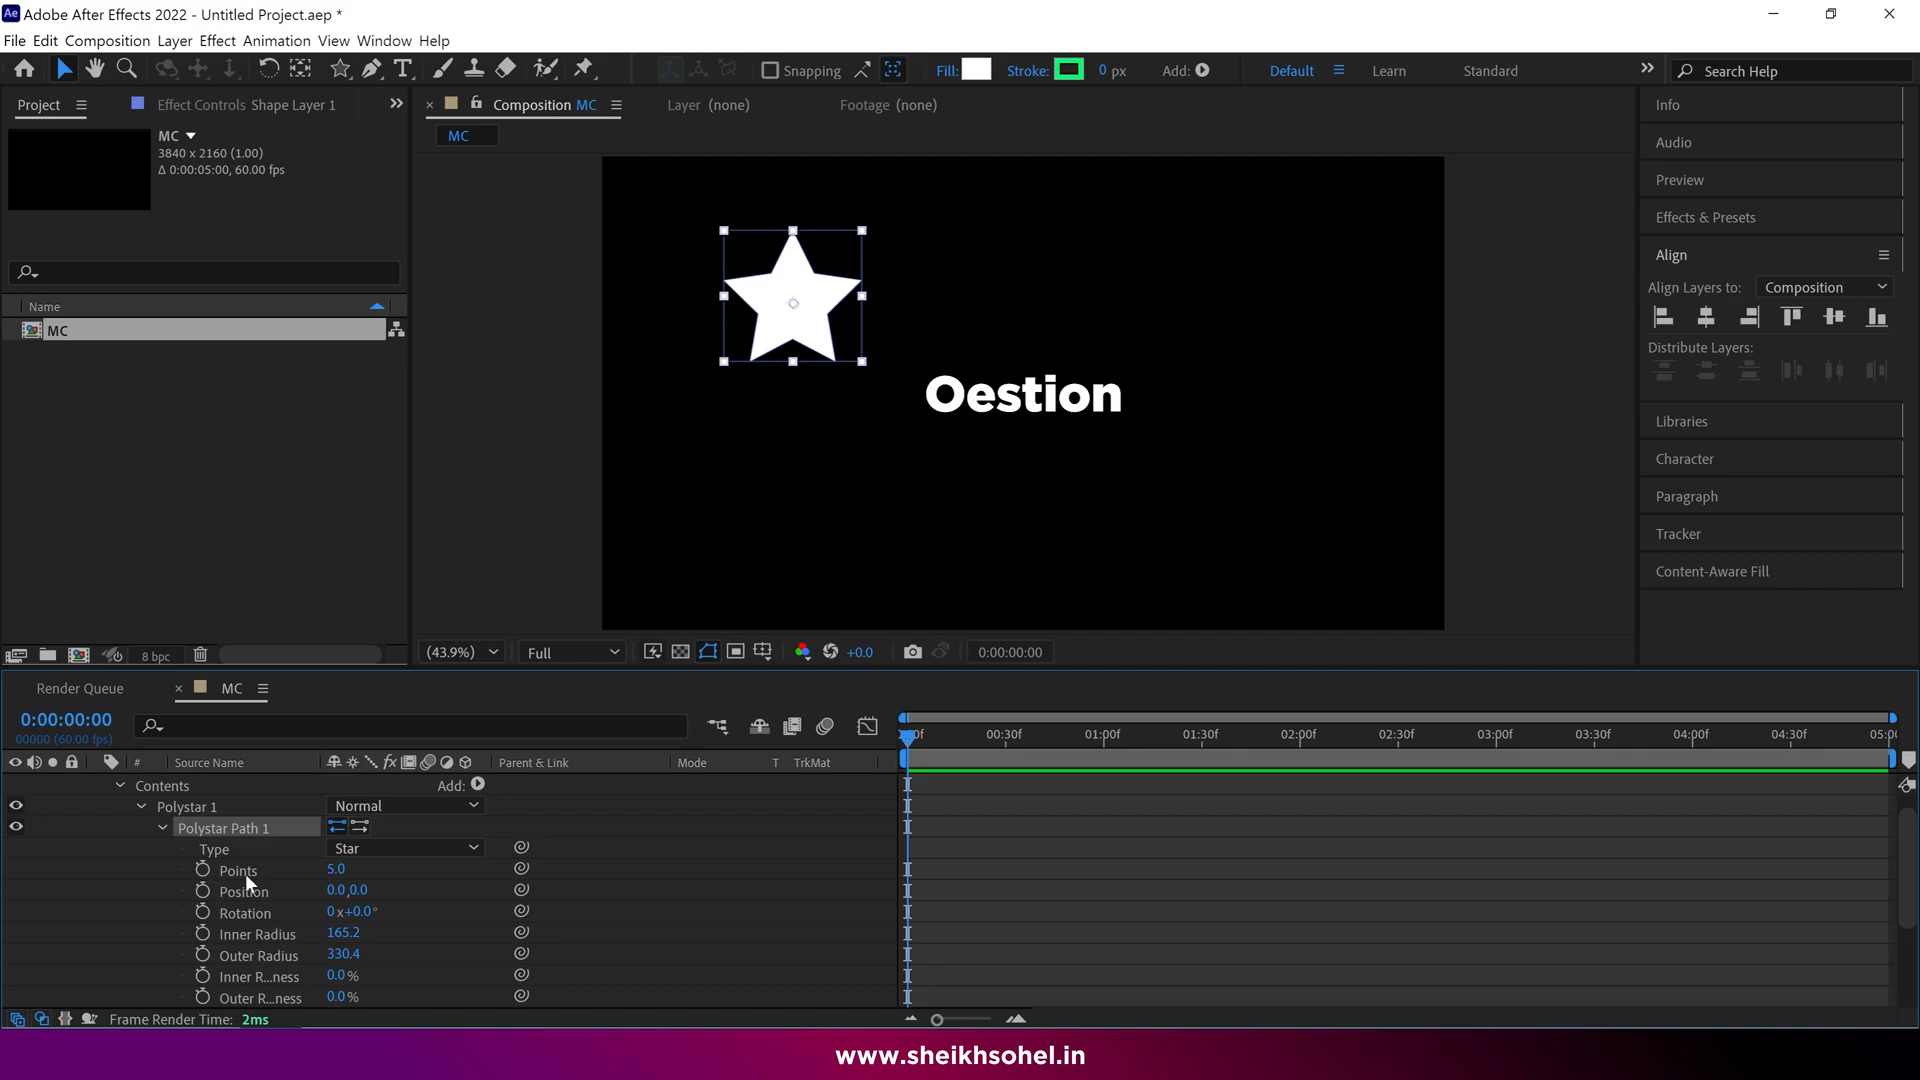 Ae Adobe After Effects 2022 - Untitled Project.aep *
File Edit Composition Layer Effect Animation View Window Help
Snapping Fill: Stroke: 0 px Add: Default Learn Standard Search Help
Project Effect Controls Shape Layer 1 Composition MC Layer (none) Footage (none)
MC
3840 x 2160 (1.00)
Δ 0:00:05:00, 60.00 fps
MC
Name
MC
Oestion
Info
Audio
Preview
Effects & Presets
Align
Align Layers to: Composition
Distribute Layers:
Libraries
Character
Paragraph
Tracker
Content-Aware Fill
8 bpc (43.9%) Full +0.0 0:00:00:00
Render Queue MC
0:00:00:00
00000 (60.00 fps)
00:30f 01:00f 01:30f 02:00f 02:30f 03:00f 03:30f 04:00f 04:30f
# Source Name fx Parent & Link Mode T TrkMat
Contents Add:
Polystar 1 Normal
Polystar Path 1
Type Star
Points 5.0
Position 0.0,0.0
Rotation 0 x+0.0°
Inner Radius 165.2
Outer Radius 330.4
Inner R...ness 0.0 %
Outer R...ness 0.0 %
Frame Render Time: 2ms
www.sheikhsohel.in